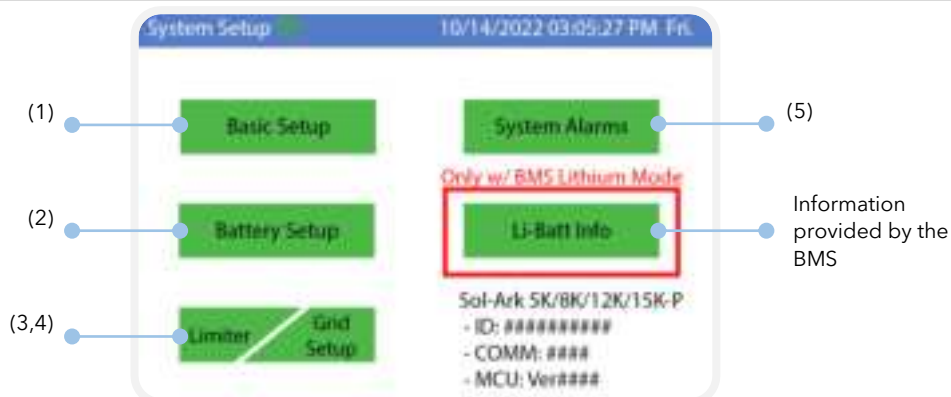 System Setup
10/14/2022 03:05:27 PM Fri.
(1)
Basic Setup
System Alarms
(5)
Only w/ BMS Lithium Mode
(2)
Battery Setup
Li-Batt Info
Information
provided by the
BMS
(3,4)
Limiter
Grid
Setup
Sol-Ark 5K/8K/12K/15K-P
- ID: ##########
- COMM: ####
- MCU: Ver####